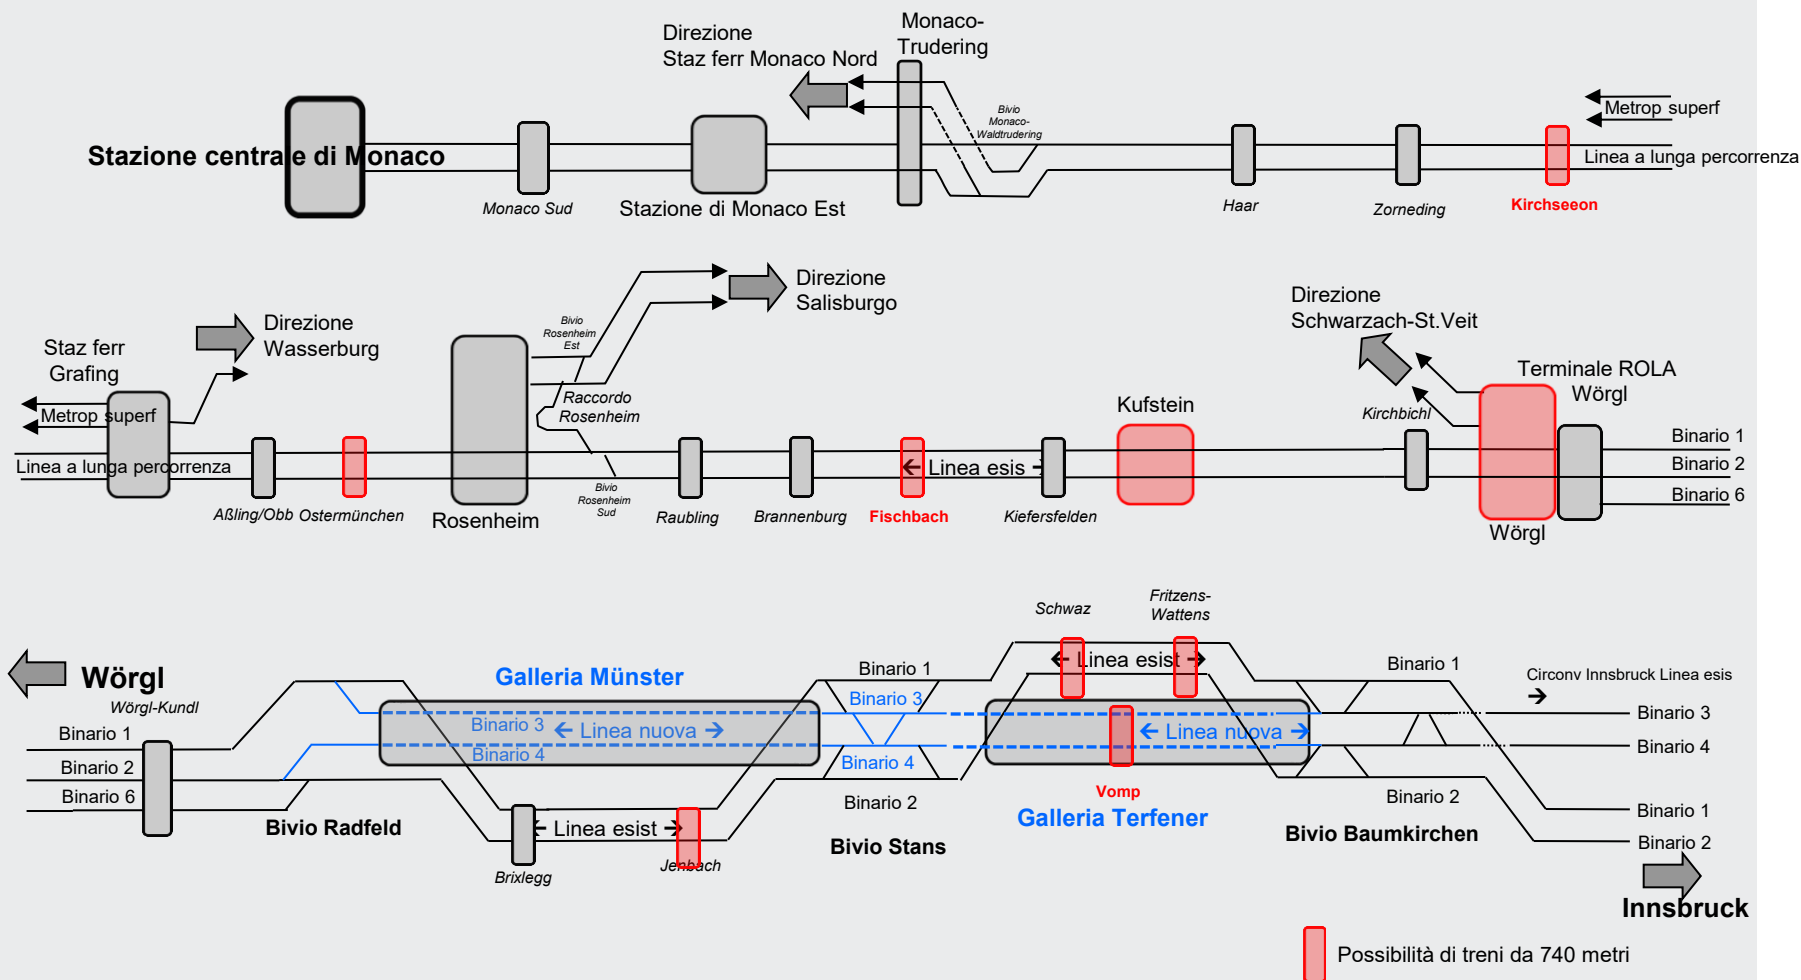 Direzione
Staz ferr Monaco Nord
Monaco-
Trudering
Bivio
Monaco-
Waldtrudering
Metrop superf
Stazione centrale di Monaco
Linea a lunga percorrenza
Monaco Sud
Stazione di Monaco Est
Haar
Zorneding
Kirchseeon
Direzione
Salisburgo
Direzione
Schwarzach-St.Veit
Direzione
Wasserburg
Bivio
Rosenheim
Est
Staz ferr
Grafing
Terminale ROLA
Wörgl
Raccordo
Rosenheim
Kufstein
Kirchbichl
Metrop superf
Binario 1
Linea a lunga percorrenza
Linea esis
Binario 2
Binario 6
Aßling/Obb
Ostermünchen
Rosenheim
Bivio
Rosenheim
Sud
Raubling
Brannenburg
Fischbach
Kiefersfelden
Wörgl
Schwaz
Fritzens-
Wattens
Wörgl
Wörgl-Kundl
Galleria Münster
Binario 1
Linea esist
Binario 1
Circonv Innsbruck Linea esis
Binario 3
Binario 3
Linea nuova
Linea nuova
Binario 3
Binario 1
Binario 4
Binario 4
Binario 4
Binario 2
Binario 6
Vomp
Binario 2
Binario 2
Binario 1
Bivio Radfeld
Linea esist
Galleria Terfener
Bivio Stans
Bivio Baumkirchen
Binario 2
Jenbach
Brixlegg
Innsbruck
Possibilità di treni da 740 metri